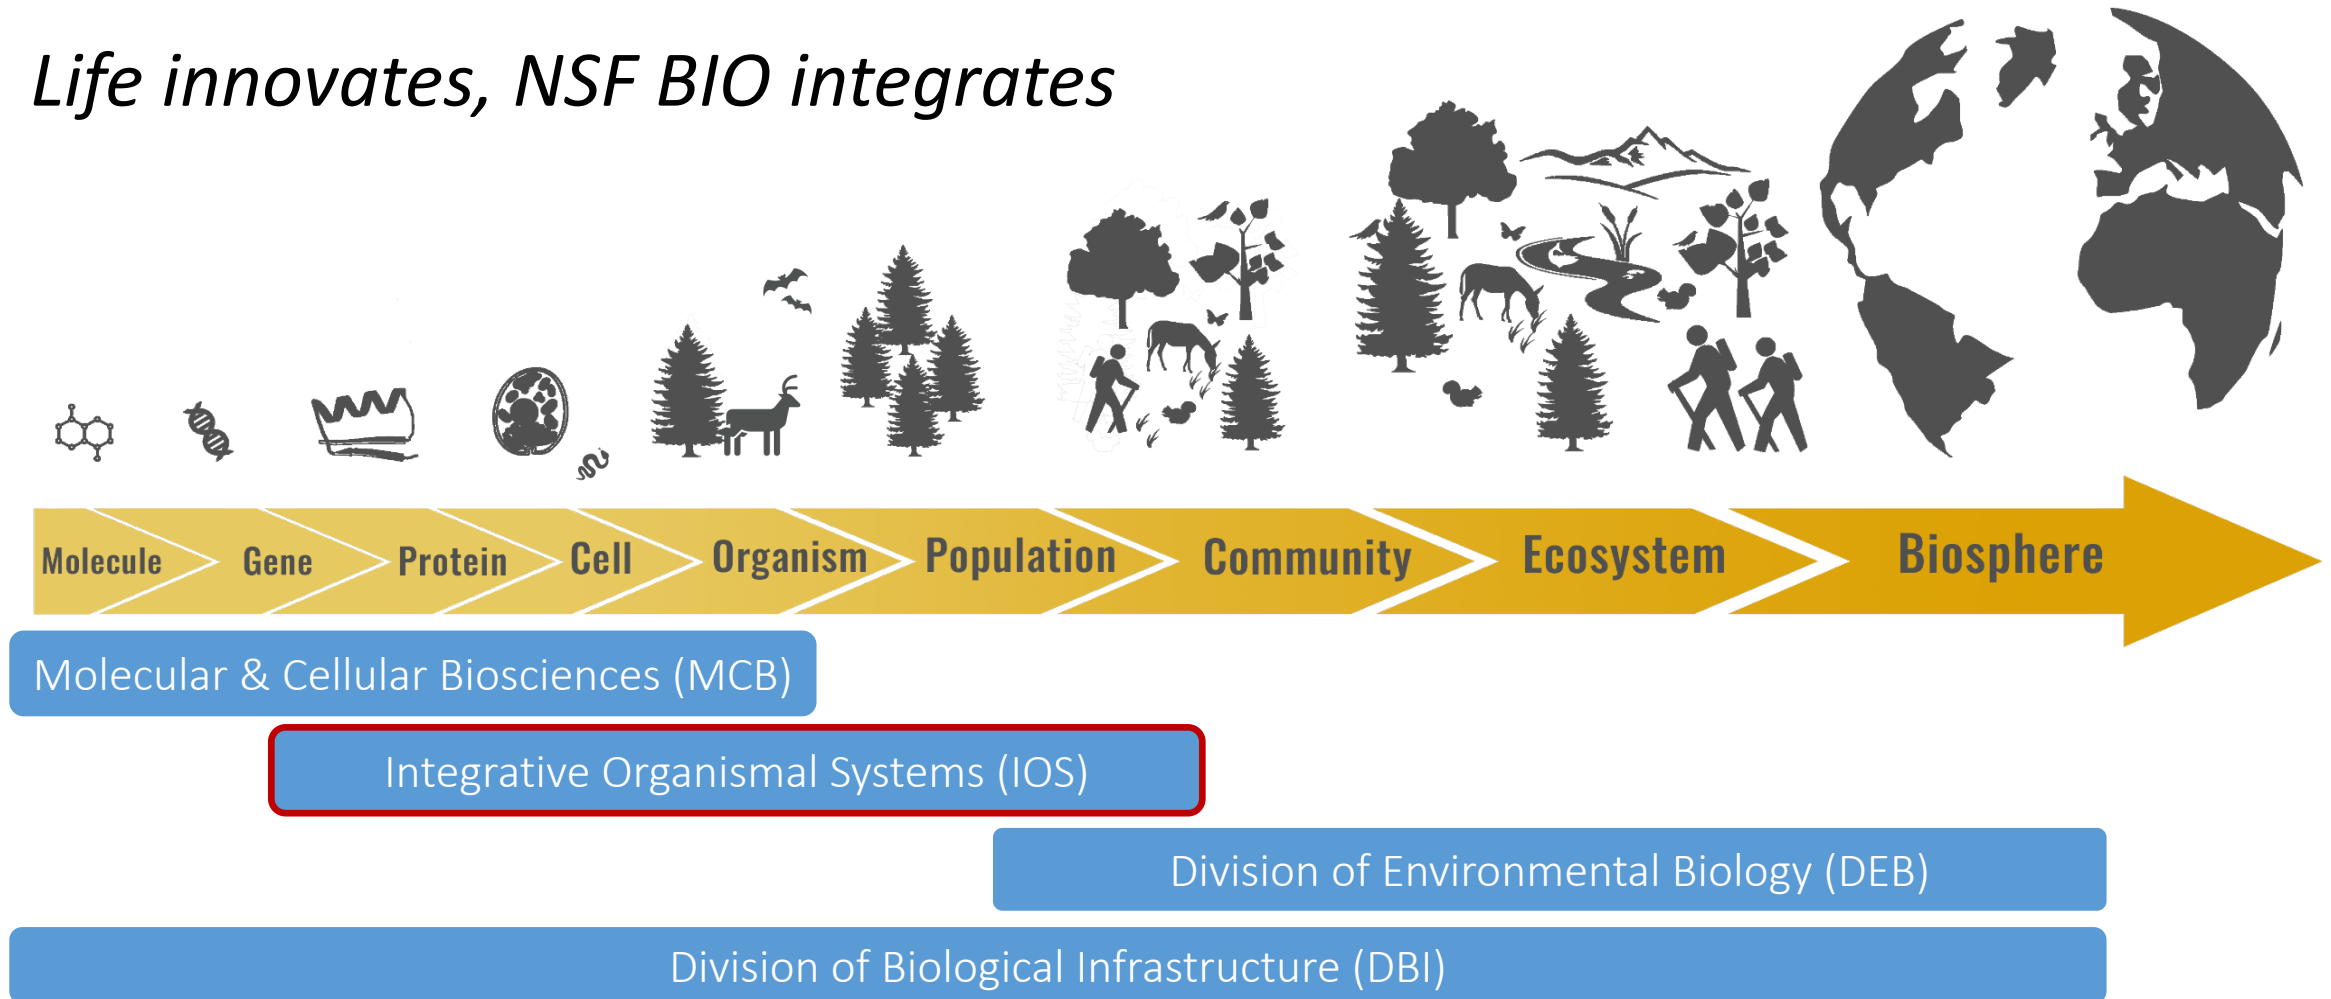 Life innovates, NSF BIO integrates
Molecule
Gene
Protein
Cell
Organism
Population
Community
Ecosystem
Biosphere
Molecular & Cellular Biosciences (MCB)
Integrative Organismal Systems (IOS)
Division of Environmental Biology (DEB)
Division of Biological Infrastructure (DBI)